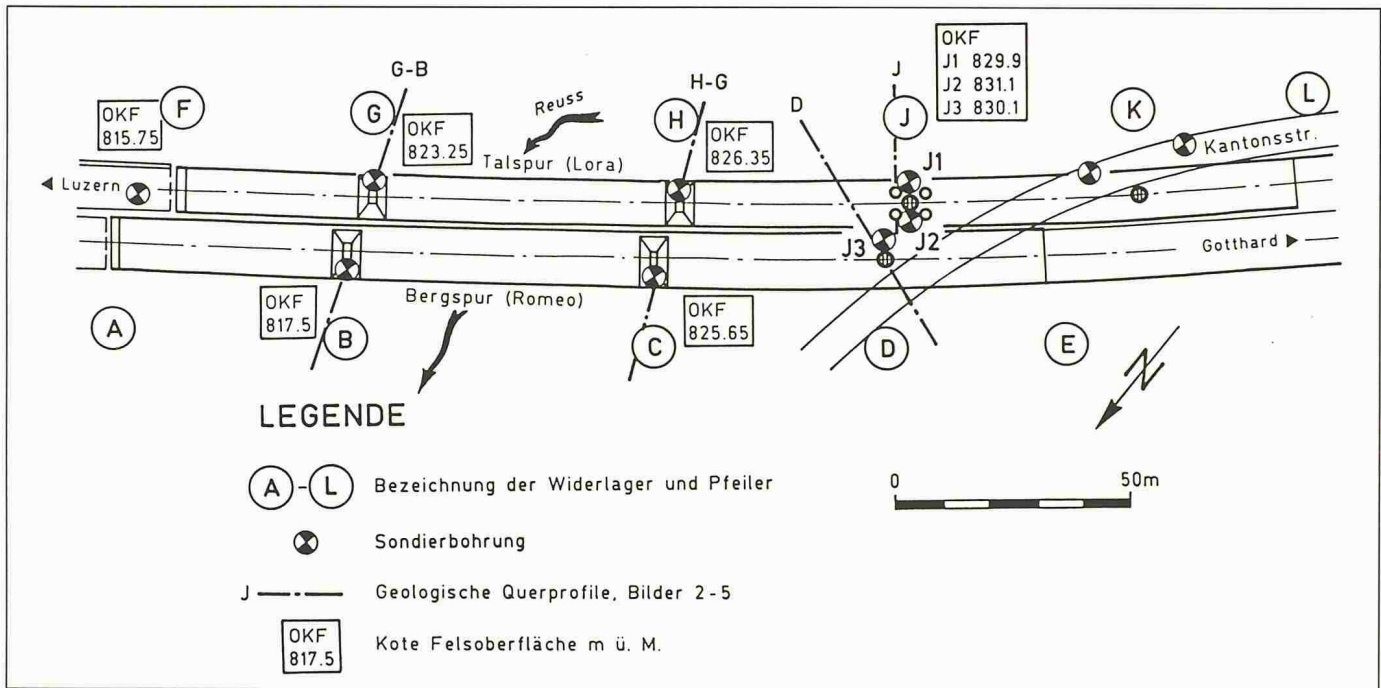 OKF
J1 829.9
J2 831.1
J3 830.1
G-B
H-G
J
D
F
OKF
815.75
G
OKF
823.25
Reuss
H
OKF
826.35
J
K
L
Kantonsstr.
Talspur (Lora)
J1
Luzern
J2
J3
Gotthard
Bergspur (Romeo)
A
OKF
817.5
B
C
OKF
825.65
D
E
N
LEGENDE
A - L Bezeichnung der Widerlager und Pfeiler
0 50m
Sondierbohrung
J Geologische Querprofile, Bilder 2-5
OKF
817.5
Kote Felsoberfläche m ü. M.